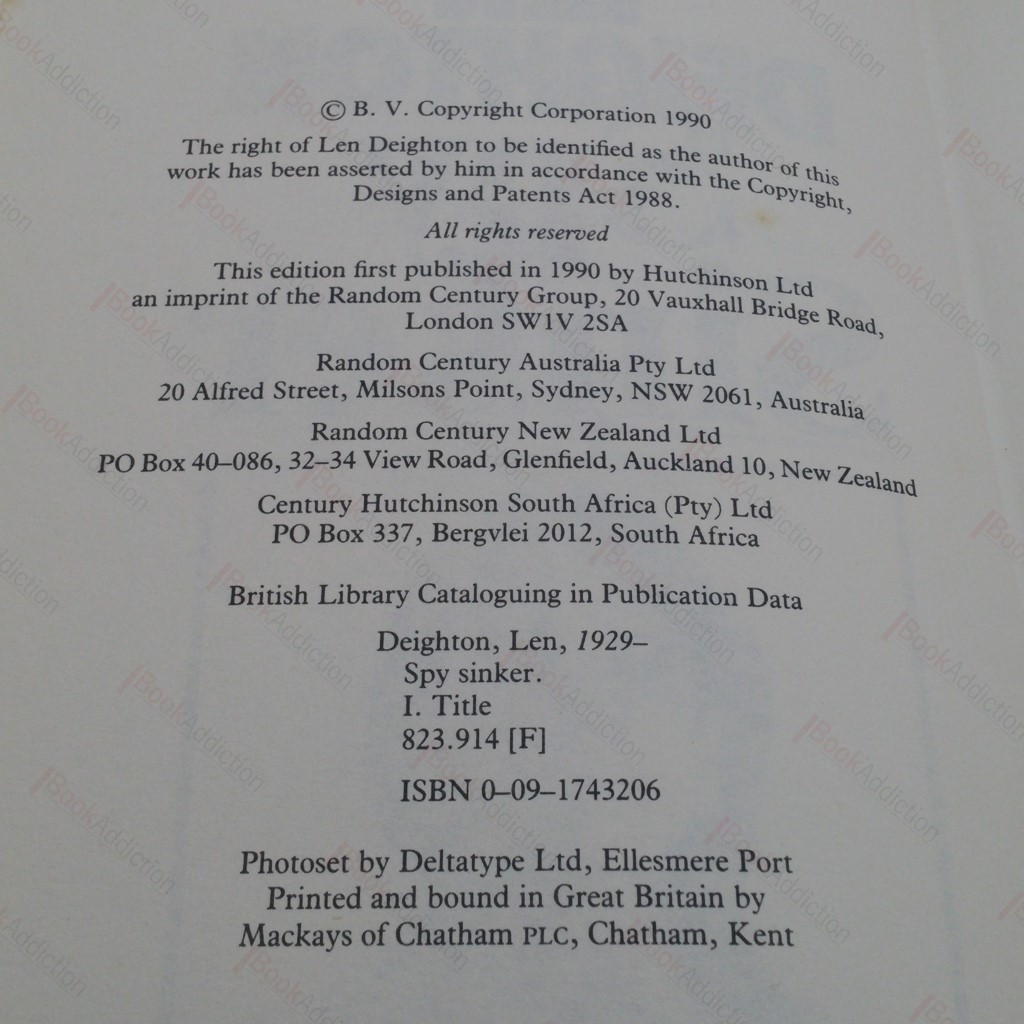 © B. V. Copyright Corporation 1990
The right of Len Deighton to be identified as the author of this
work has been asserted by him in accordance with the Copyright,
Designs and Patents Act 1988.
All rights reserved
This edition first published in 1990 by Hutchinson Ltd
an imprint of the Random Century Group, 20 Vauxhall Bridge Road,
London SW1V 2SA
Random Century Australia Pty Ltd
20 Alfred Street, Milsons Point, Sydney, NSW 2061, Australia
Random Century New Zealand Ltd
PO Box 40–086, 32–34 View Road, Glenfield, Auckland 10, New Zealand
Century Hutchinson South Africa (Pty) Ltd
PO Box 337, Bergvlei 2012, South Africa
British Library Cataloguing in Publication Data
Deighton, Len, 1929–
Spy sinker.
I. Title
823.914 [F]
ISBN 0–09–1743206
Photoset by Deltatype Ltd, Ellesmere Port
Printed and bound in Great Britain by
Mackays of Chatham PLC, Chatham, Kent
BookAddiction